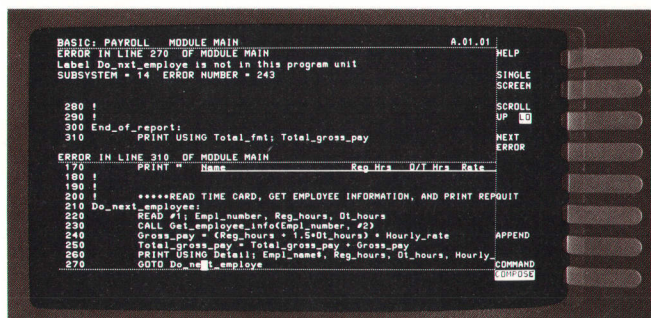 BASIC: PAYROLL MODULE MAIN A.01.01
ERROR IN LINE 270 OF MODULE MAIN HELP
Label Do_nxt_employe is not in this program unit
SUBSYSTEM = 14 ERROR NUMBER = 243 SINGLE
SCREEN
280 ! SCROLL
290 ! UP LO
300 End_of_report:
310 PRINT USING Total_fmt; Total_gross_pay NEXT
ERROR
ERROR IN LINE 310 OF MODULE MAIN
170 PRINT " Name Reg Hrs O/T Hrs Rate
180 !
190 !
200 ! *****READ TIME CARD, GET EMPLOYEE INFORMATION, AND PRINT REP QUIT
210 Do_next_employee:
220 READ #1; Empl_number, Reg_hours, Ot_hours
230 CALL Get_employee_info(Empl_number, #2)
240 Gross_pay = (Reg_hours + 1.5*Ot_hours) * Hourly_rate APPEND
250 Total_gross_pay = Total_gross_pay + Gross_pay
260 PRINT USING Detail; Empl_name$, Reg_hours, Ot_hours, Hourly_
270 GOTO Do_next_employe COMMAND
COMPOSE